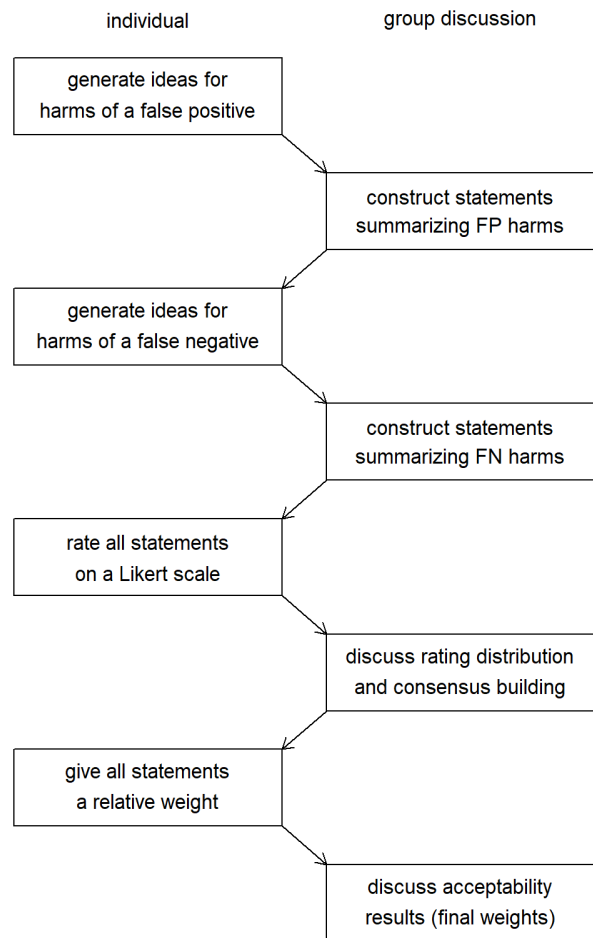 individual
group discussion
generate ideas for
harms of a false positive
construct statements
summarizing FP harms
generate ideas for
harms of a false negative
construct statements
summarizing FN harms
rate all statements
on a Likert scale
discuss rating distribution
and consensus building
give all statements
a relative weight
discuss acceptability
results (final weights)